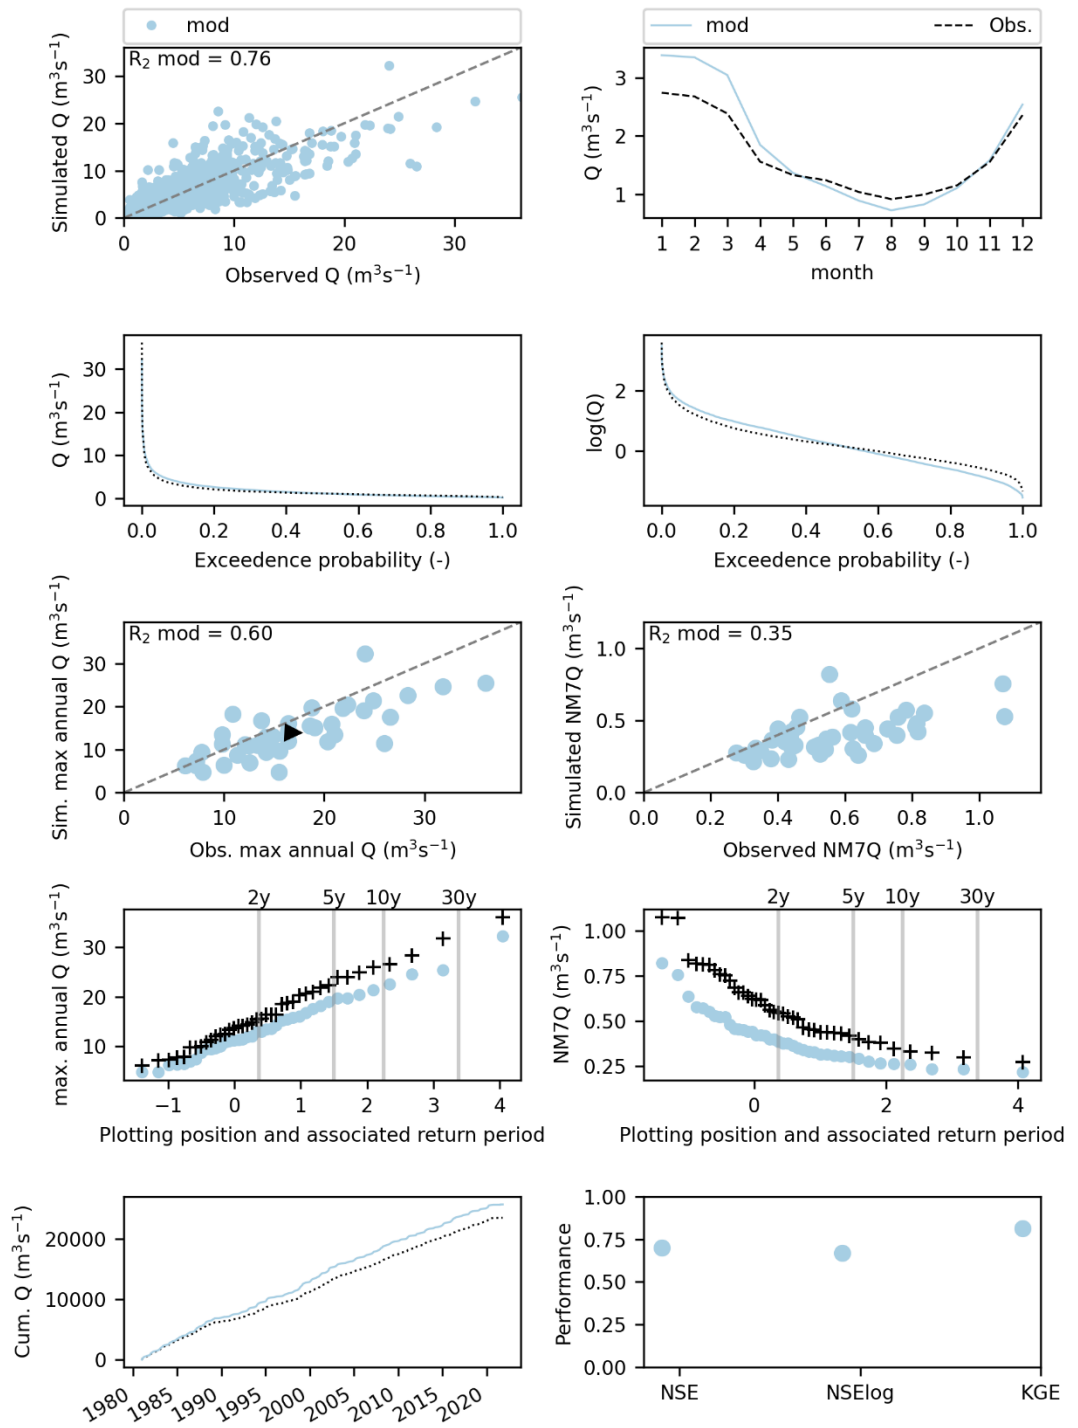 mod
R₂ mod = 0.76
Simulated Q (m³s⁻¹)
30
20
10
0
0 10 20 30
Observed Q (m³s⁻¹)
mod Obs.
Q (m³s⁻¹)
3
2
1
1 2 3 4 5 6 7 8 9 10 11 12
month
Q (m³s⁻¹)
30
20
10
0
0.0 0.2 0.4 0.6 0.8 1.0
Exceedence probability (-)
log(Q)
2
0
0.0 0.2 0.4 0.6 0.8 1.0
Exceedence probability (-)
R₂ mod = 0.60
Sim. max annual Q (m³s⁻¹)
30
20
10
0
0 10 20 30
Obs. max annual Q (m³s⁻¹)
R₂ mod = 0.35
Simulated NM7Q (m³s⁻¹)
1.0
0.5
0.0
0.0 0.2 0.4 0.6 0.8 1.0
Observed NM7Q (m³s⁻¹)
2y 5y 10y 30y
max. annual Q (m³s⁻¹)
30
20
10
−1 0 1 2 3 4
Plotting position and associated return period
2y 5y 10y 30y
NM7Q (m³s⁻¹)
1.00
0.75
0.50
0.25
0 2 4
Plotting position and associated return period
Cum. Q (m³s⁻¹)
20000
10000
0
1980 1985 1990 1995 2000 2005 2010 2015 2020
Performance
1.00
0.75
0.50
0.25
0.00
NSE NSElog KGE